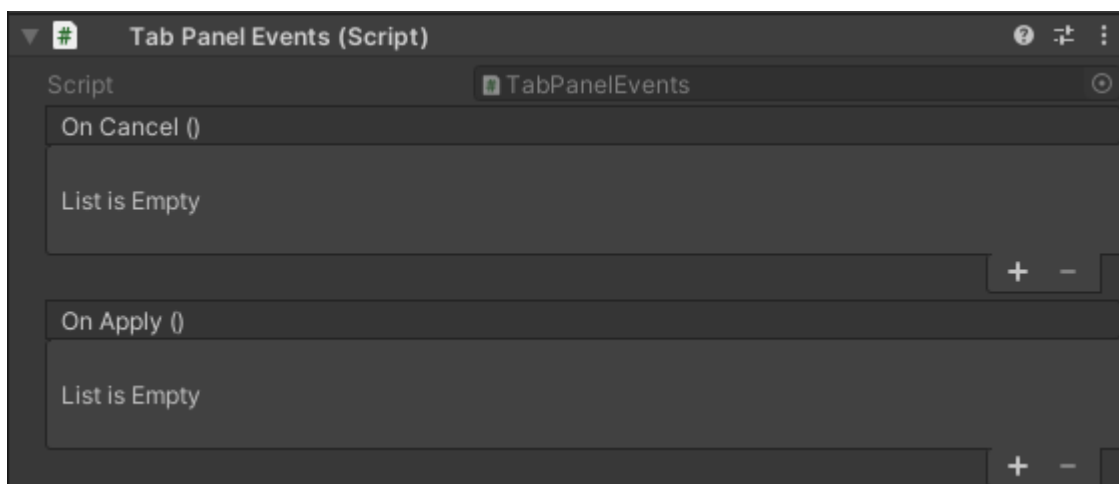 Tab Panel Events (Script)
Script TabPanelEvents
On Cancel ()
List is Empty
On Apply ()
List is Empty